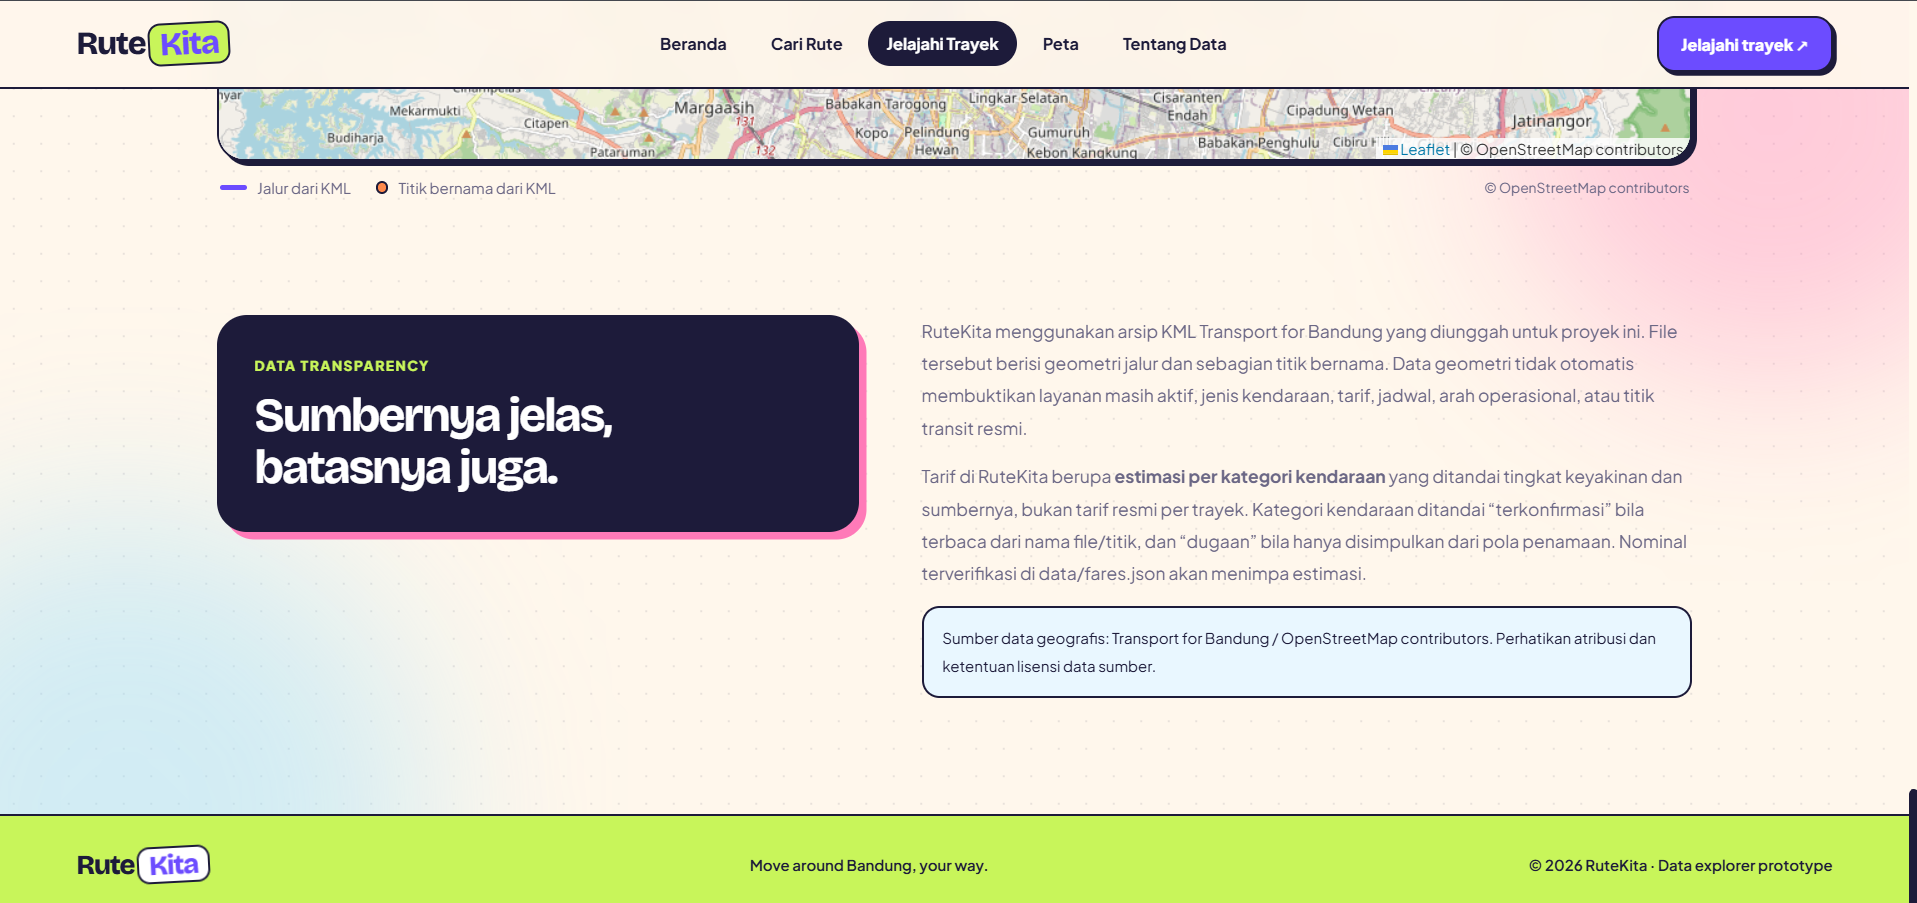 Rute Kita
Beranda
Cari Rute
Jelajahi Trayek
Peta
Tentang Data
Jelajahi trayek ↗
Mekarmukti
Budiharja
Citapen
Pataruman
Margaasih
131
132
Babakan Tarogong
Kopo
Pelindung
Hewan
Lingkar Selatan
Gumuruh
Kebon Kangkung
Cisaranten
Endah
Babakan Penghulu
Cipadung Wetan
Jatinangor
Leaflet | © OpenStreetMap contributors
Jalur dari KML
Titik bernama dari KML
© OpenStreetMap contributors
DATA TRANSPARENCY
Sumbernya jelas,
batasnya juga.
RuteKita menggunakan arsip KML Transport for Bandung yang diunggah untuk proyek ini. File
tersebut berisi geometri jalur dan sebagian titik bernama. Data geometri tidak otomatis
membuktikan layanan masih aktif, jenis kendaraan, tarif, jadwal, arah operasional, atau titik
transit resmi.
Tarif di RuteKita berupa estimasi per kategori kendaraan yang ditandai tingkat keyakinan dan
sumbernya, bukan tarif resmi per trayek. Kategori kendaraan ditandai “terkonfirmasi” bila
terbaca dari nama file/titik, dan “dugaan” bila hanya disimpulkan dari pola penamaan. Nominal
terverifikasi di data/fares.json akan menimpa estimasi.
Sumber data geografis: Transport for Bandung / OpenStreetMap contributors. Perhatikan atribusi dan
ketentuan lisensi data sumber.
Rute Kita
Move around Bandung, your way.
© 2026 RuteKita · Data explorer prototype